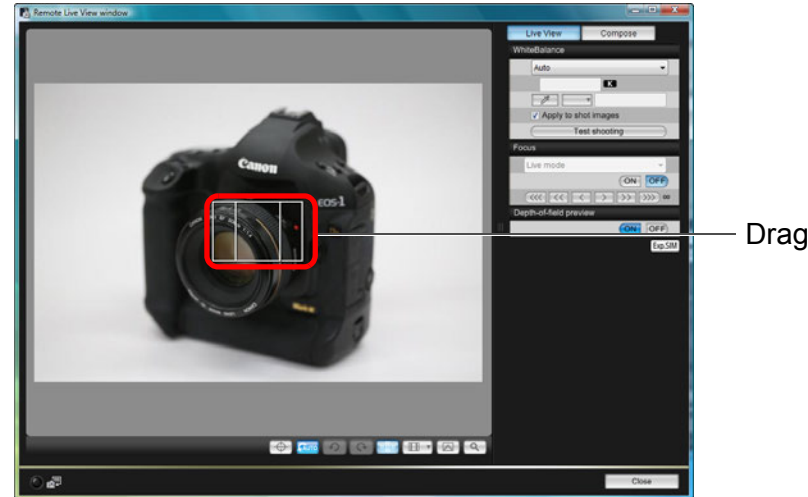 Remote Live View window
Live View
Compose
WhiteBalance
Auto
K
Apply to shot images
Test shooting
Focus
Live mode
ON
OFF
<<<
<<
<
>
>>
>>>
∞
Depth-of-field preview
ON
OFF
Exp.SIM
Drag
Canon
EOS-1
Close